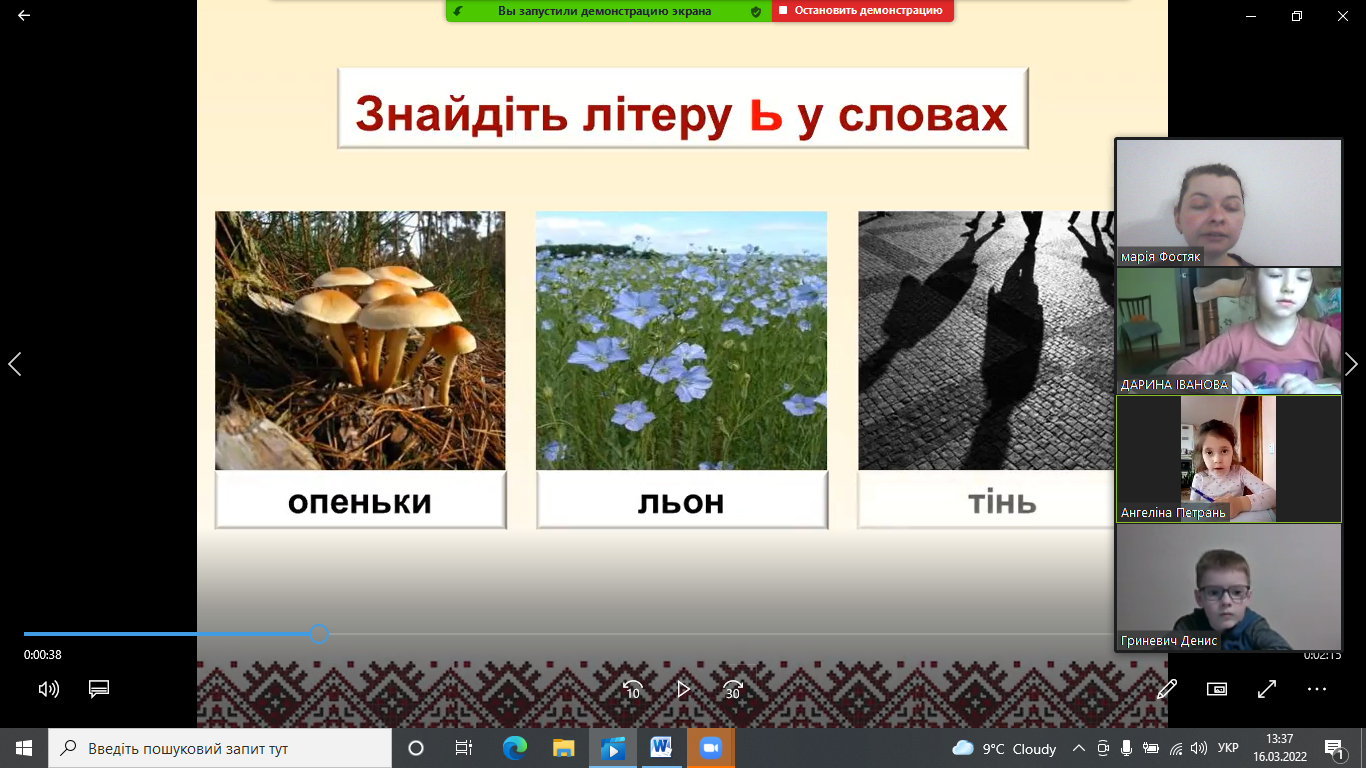 Вы запустили демонстрацию экрана
Остановить демонстрацию
Знайдіть літеру ь у словах
опеньки
льон
тінь
марія Фостяк
ДАРИНА ІВАНОВА
Ангеліна Петрань
Гриневич Денис
0:00:38
0:02:15
10
30
Введіть пошуковий запит тут
9°C Cloudy
УКР
13:37
16.03.2022
1